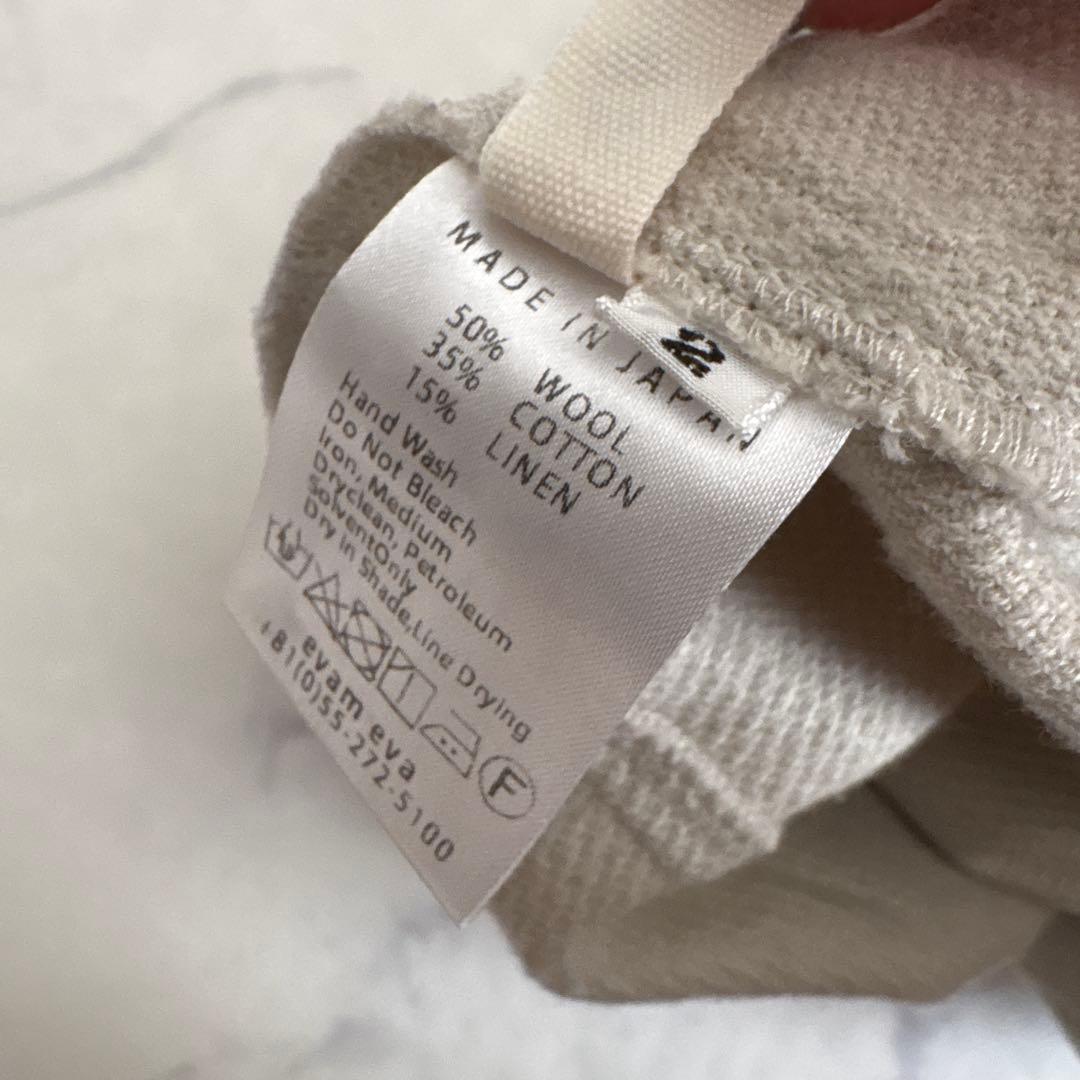 MADE IN JAPAN
2
50% WOOL
35% COTTON
15% LINEN
Hand Wash
Do Not Bleach
Iron, Medium
Dryclean, Petroleum
SolventOnly
Dry in Shade,Line Drying
F
evam eva
+81(0)55-272-5100